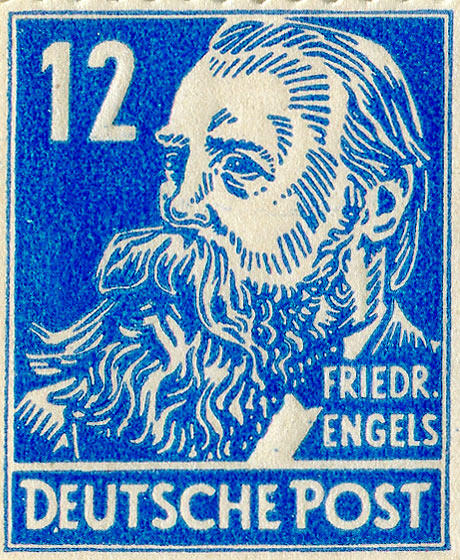 12
FRIEDR.
ENGELS
DEUTSCHE POST